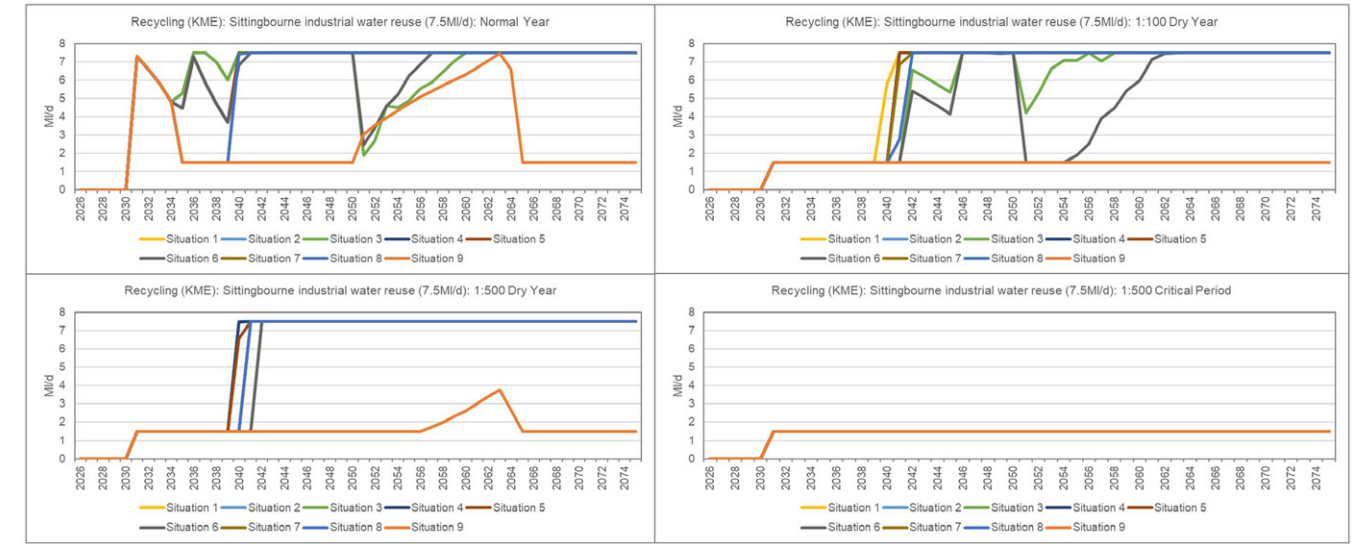 Recycling (KME): Sittingbourne industrial water reuse (7.5Ml/d): Normal Year
8
7
6
5
4
3
2
1
0
Ml/d
2026 2028 2030 2032 2034 2036 2038 2040 2042 2044 2046 2048 2050 2052 2054 2056 2058 2060 2062 2064 2066 2068 2070 2072 2074
Situation 1 Situation 2 Situation 3 Situation 4 Situation 5
Situation 6 Situation 7 Situation 8 Situation 9
Recycling (KME): Sittingbourne industrial water reuse (7.5Ml/d): 1:100 Dry Year
8
7
6
5
4
3
2
1
0
Ml/d
2026 2028 2030 2032 2034 2036 2038 2040 2042 2044 2046 2048 2050 2052 2054 2056 2058 2060 2062 2064 2066 2068 2070 2072 2074
Situation 1 Situation 2 Situation 3 Situation 4 Situation 5
Situation 6 Situation 7 Situation 8 Situation 9
Recycling (KME): Sittingbourne industrial water reuse (7.5Ml/d): 1:500 Dry Year
8
7
6
5
4
3
2
1
0
Ml/d
2026 2028 2030 2032 2034 2036 2038 2040 2042 2044 2046 2048 2050 2052 2054 2056 2058 2060 2062 2064 2066 2068 2070 2072 2074
Situation 1 Situation 2 Situation 3 Situation 4 Situation 5
Situation 6 Situation 7 Situation 8 Situation 9
Recycling (KME): Sittingbourne industrial water reuse (7.5Ml/d): 1:500 Critical Period
8
7
6
5
4
3
2
1
0
Ml/d
2026 2028 2030 2032 2034 2036 2038 2040 2042 2044 2046 2048 2050 2052 2054 2056 2058 2060 2062 2064 2066 2068 2070 2072 2074
Situation 1 Situation 2 Situation 3 Situation 4 Situation 5
Situation 6 Situation 7 Situation 8 Situation 9